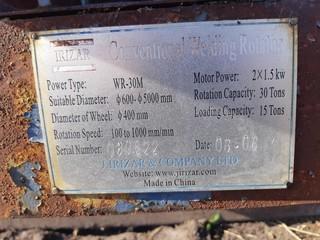 JIRIZAR Conventional Welding Rotator
Power Type: WR-30M Motor Power: 2×1.5 kw
Suitable Diameter: φ600-φ5000 mm Rotation Capacity: 30 Tons
Diameter of Wheel: φ400 mm Loading Capacity: 15 Tons
Rotation Speed: 100 to 1000 mm/min
Serial Number: Date: 05-08
JIRIZAR & COMPANY LTD
Website: www.jirizar.com
Made in China